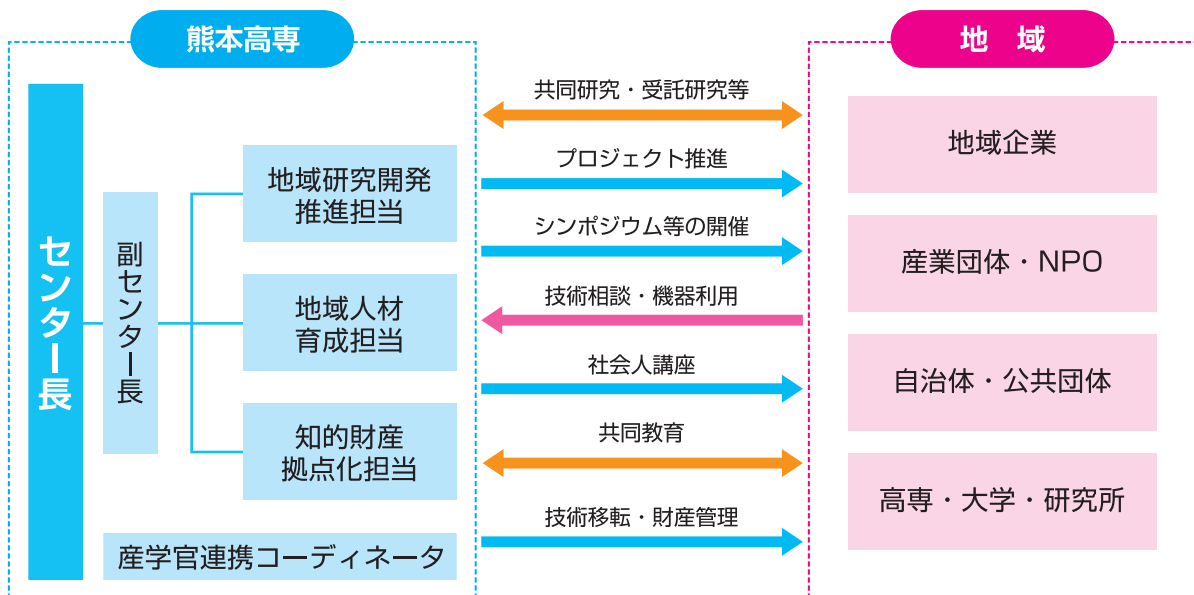 熊本高専
センター長
副センター長
地域研究開発
推進担当
地域人材
育成担当
知的財産
拠点化担当
産学官連携コーディネータ
共同研究・受託研究等
プロジェクト推進
シンポジウム等の開催
技術相談・機器利用
社会人講座
共同教育
技術移転・財産管理
地　域
地域企業
産業団体・NPO
自治体・公共団体
高専・大学・研究所